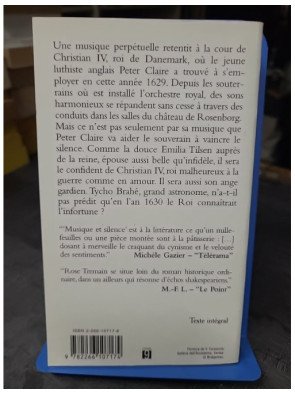 Une musique perpétuelle retentit à la cour de
Christian IV, roi de Danemark, où le jeune
luthiste anglais Peter Claire a trouvé à s'em-
ployer en cette année 1629. Depuis les souter-
rains où est installé l'orchestre royal, des sons
harmonieux se répandent sans cesse à travers des
conduits dans les salles du château de Rosenborg.
Mais ce n'est pas seulement par sa musique que
Peter Claire va aider le souverain à vaincre le
silence. Comme la douce Emilia Tilsen auprès
de la reine, épouse aussi belle qu'infidèle, il sera
le confident de Christian IV, roi malheureux à la
guerre comme en amour. Il sera aussi son ange
gardien. Tycho Brahé, grand astronome, n'a-t-il
pas prédit qu'en l'an 1630 le Roi connaîtrait
l'infortune ?
"'Musique et silence' est à la littérature ce qu'un mille-
feuilles ou une pièce montée sont à la pâtisserie : [...]
dosant à merveille le craquant du cynisme et le velouté
des sentiments." Michèle Gazier – "Télérama"
"Rose Tremain se situe loin du roman historique ordi-
naire, dans un ailleurs qui résonne d'échos shakespeariens."
M.-F. L. – "Le Point"
Texte intégral
ISBN 2-266-10717-6
9 782266 107174